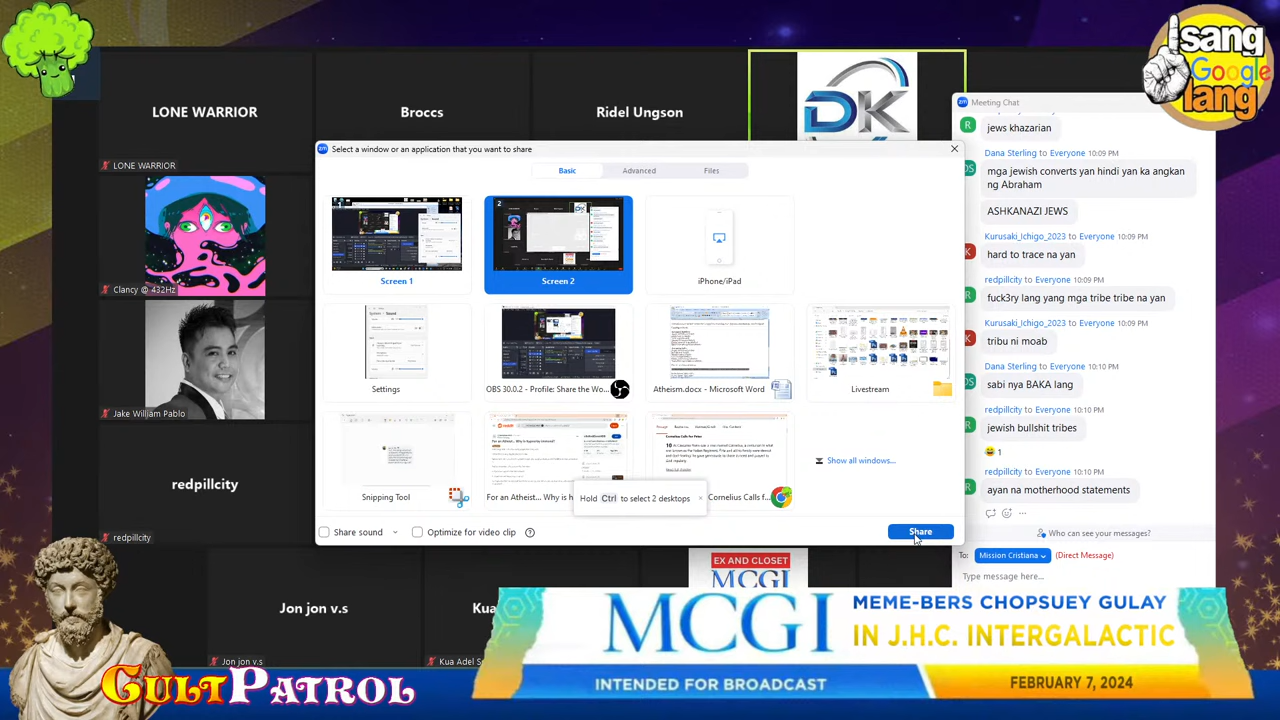 LONE WARRIOR
Broccs
Ridel Ungson
DK
ısang
Google
lang
LONE WARRIOR
Clancy @ 432Hz
Jake William Pablo
redpillcity
redpillcity
Select a window or an application that you want to share
Basic
Advanced
Files
1
Screen 1
2
Screen 2
iPhone/iPad
Settings
OBS 30.0.2 - Profile: Share the Wo...
Atheism.docx - Microsoft Word
Livestream
Snipping Tool
For an Atheist... Why is h
Cornelius Calls f...
Show all windows...
Hold Ctrl to select 2 desktops
Share sound
Optimize for video clip
Share
Meeting Chat
R
jews khazarian
Dana Sterling to Everyone 10:09 PM
DS
mga jewish converts yan hindi yan ka angkan
ng Abraham
ASHKANAZI JEWS
Kurusaki_Ichigo_2023 to Everyone 10:09 PM
K
hard to trace na yan
redpillcity to Everyone 10:09 PM
R
fuck3ry lang yang mga tribe tribe na yan
Kurusaki_Ichigo_2023 to Everyone 10:09 PM
K
tribu ni moab
Dana Sterling to Everyone 10:10 PM
DS
sabi nya BAKA lang
redpillcity to Everyone 10:10 PM
R
jewish bullshit tribes
1
redpillcity to Everyone 10:10 PM
R
ayan na motherhood statements
Who can see your messages?
To: Mission Cristiana (Direct Message)
Type message here...
Jon jon v.s
Jon jon v.s
Kua
Kua Adel S
EX AND CLOSET
MCGI
MCGI
MEME-BERS CHOPSUEY GULAY
IN J.H.C. INTERGALACTIC
INTENDED FOR BROADCAST
FEBRUARY 7, 2024
CULTPATROL